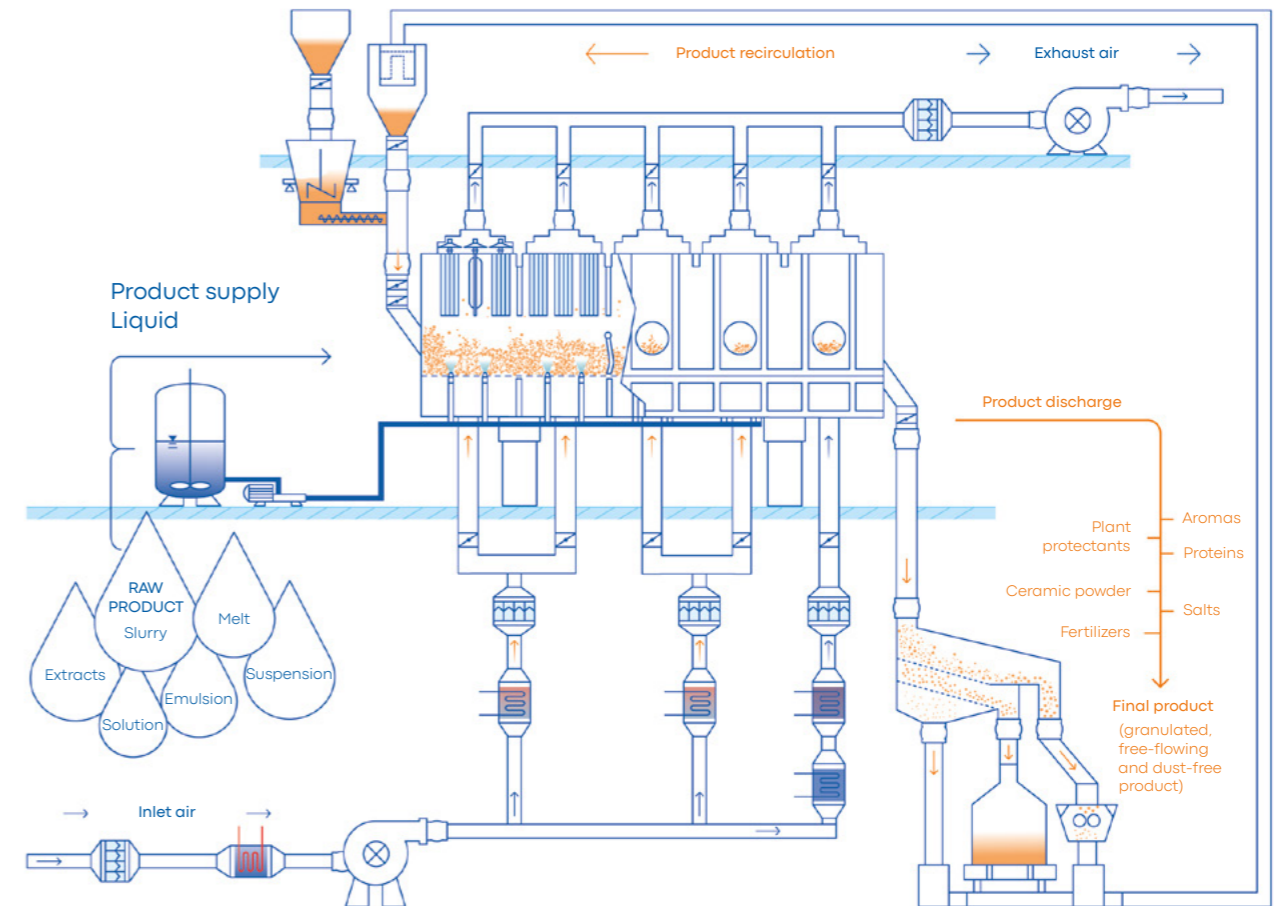 Product recirculation
Exhaust air
Product supply
Liquid
Product discharge
Aromas
Plant
protectants
Proteins
Ceramic powder
Salts
Fertilizers
Final product
(granulated,
free-flowing
and dust-free
product)
RAW
PRODUCT
Slurry
Melt
Extracts
Suspension
Emulsion
Solution
Inlet air